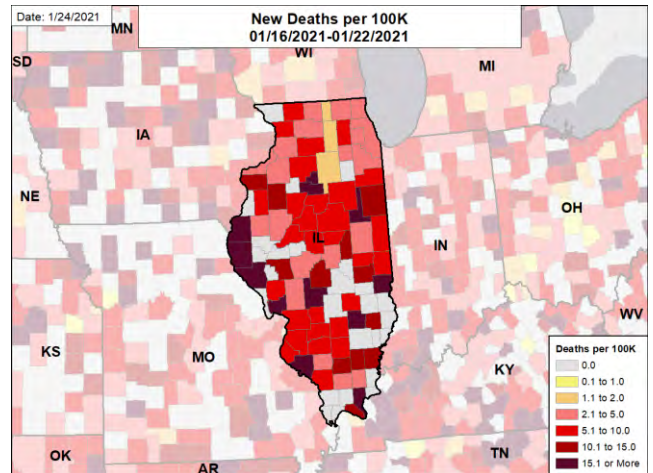 Date: 1/24/2021
New Deaths per 100K
01/16/2021-01/22/2021
MN
SD
WI
MI
IA
NE
OH
IL
IN
WV
KS
MO
KY
OK
AR
TN
Deaths per 100K
0.0
0.1 to 1.0
1.1 to 2.0
2.1 to 5.0
5.1 to 10.0
10.1 to 15.0
15.1 or More